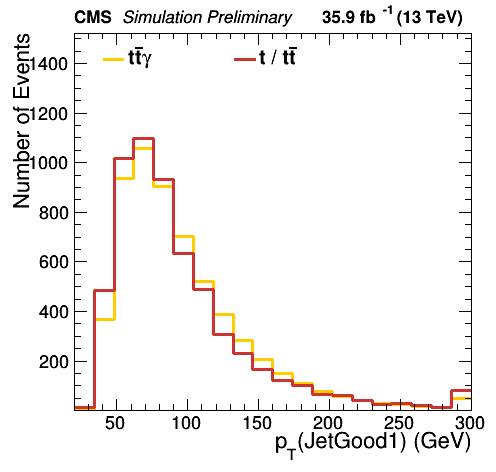 CMS Simulation Preliminary 35.9 fb⁻¹ (13 TeV)
tt̄γ t / tt̄
Number of Events
1400
1200
1000
800
600
400
200
50 100 150 200 250 300
p_T(JetGood1) (GeV)